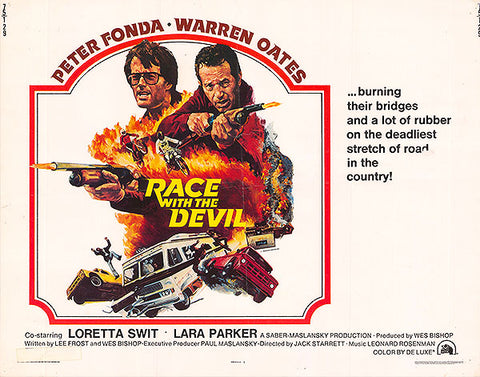 PETER FONDA · WARREN OATES
...burning
their bridges
and a lot of rubber
on the deadliest
stretch of road
in the
country!
RACE
WITH THE
DEVIL
Co-starring LORETTA SWIT · LARA PARKER A SABER-MASLANSKY PRODUCTION · Produced by WES BISHOP
Written by LEE FROST and WES BISHOP · Executive Producer PAUL MASLANSKY · Directed by JACK STARRETT · Music LEONARD ROSENMAN
COLOR BY DE LUXE®